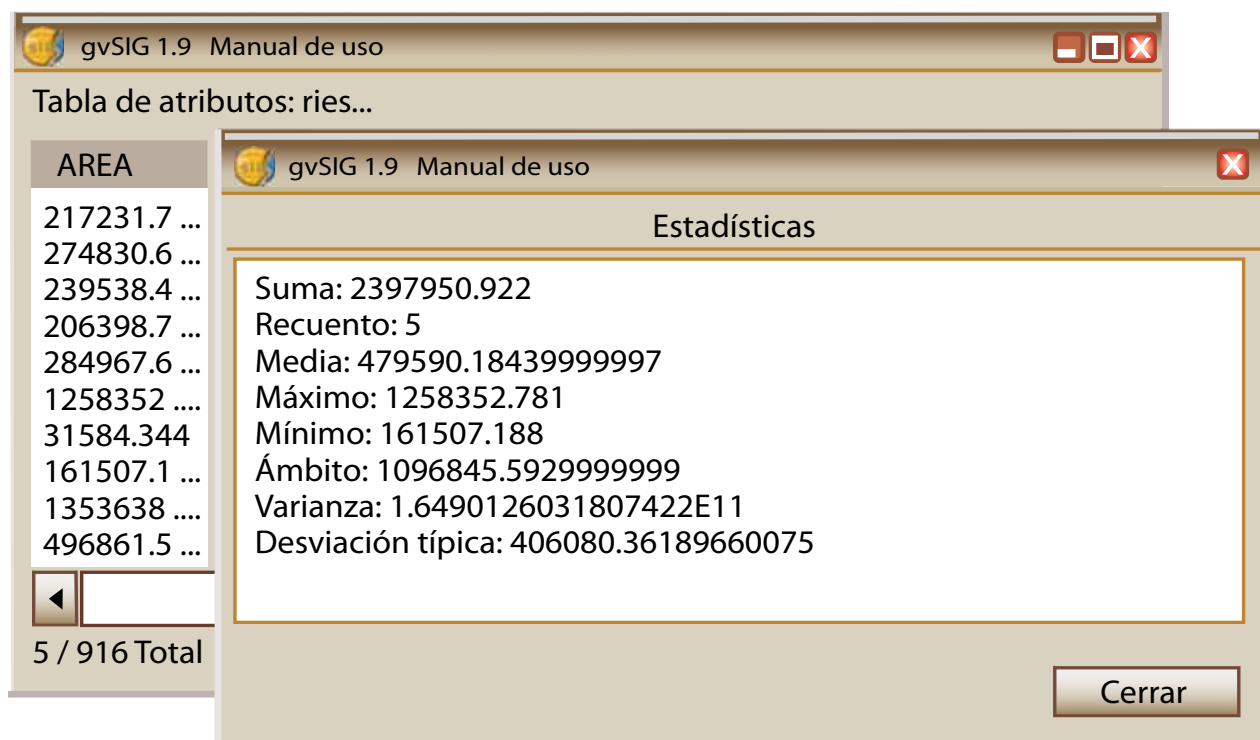 gvSIG 1.9 Manual de uso
Tabla de atributos: ries...
AREA
217231.7 ...
274830.6 ...
239538.4 ...
206398.7 ...
284967.6 ...
1258352 ....
31584.344
161507.1 ...
1353638 ....
496861.5 ...
5 / 916 Total
gvSIG 1.9 Manual de uso
Estadísticas
Suma: 2397950.922
Recuento: 5
Media: 479590.18439999997
Máximo: 1258352.781
Mínimo: 161507.188
Ámbito: 1096845.5929999999
Varianza: 1.6490126031807422E11
Desviación típica: 406080.36189660075
Cerrar